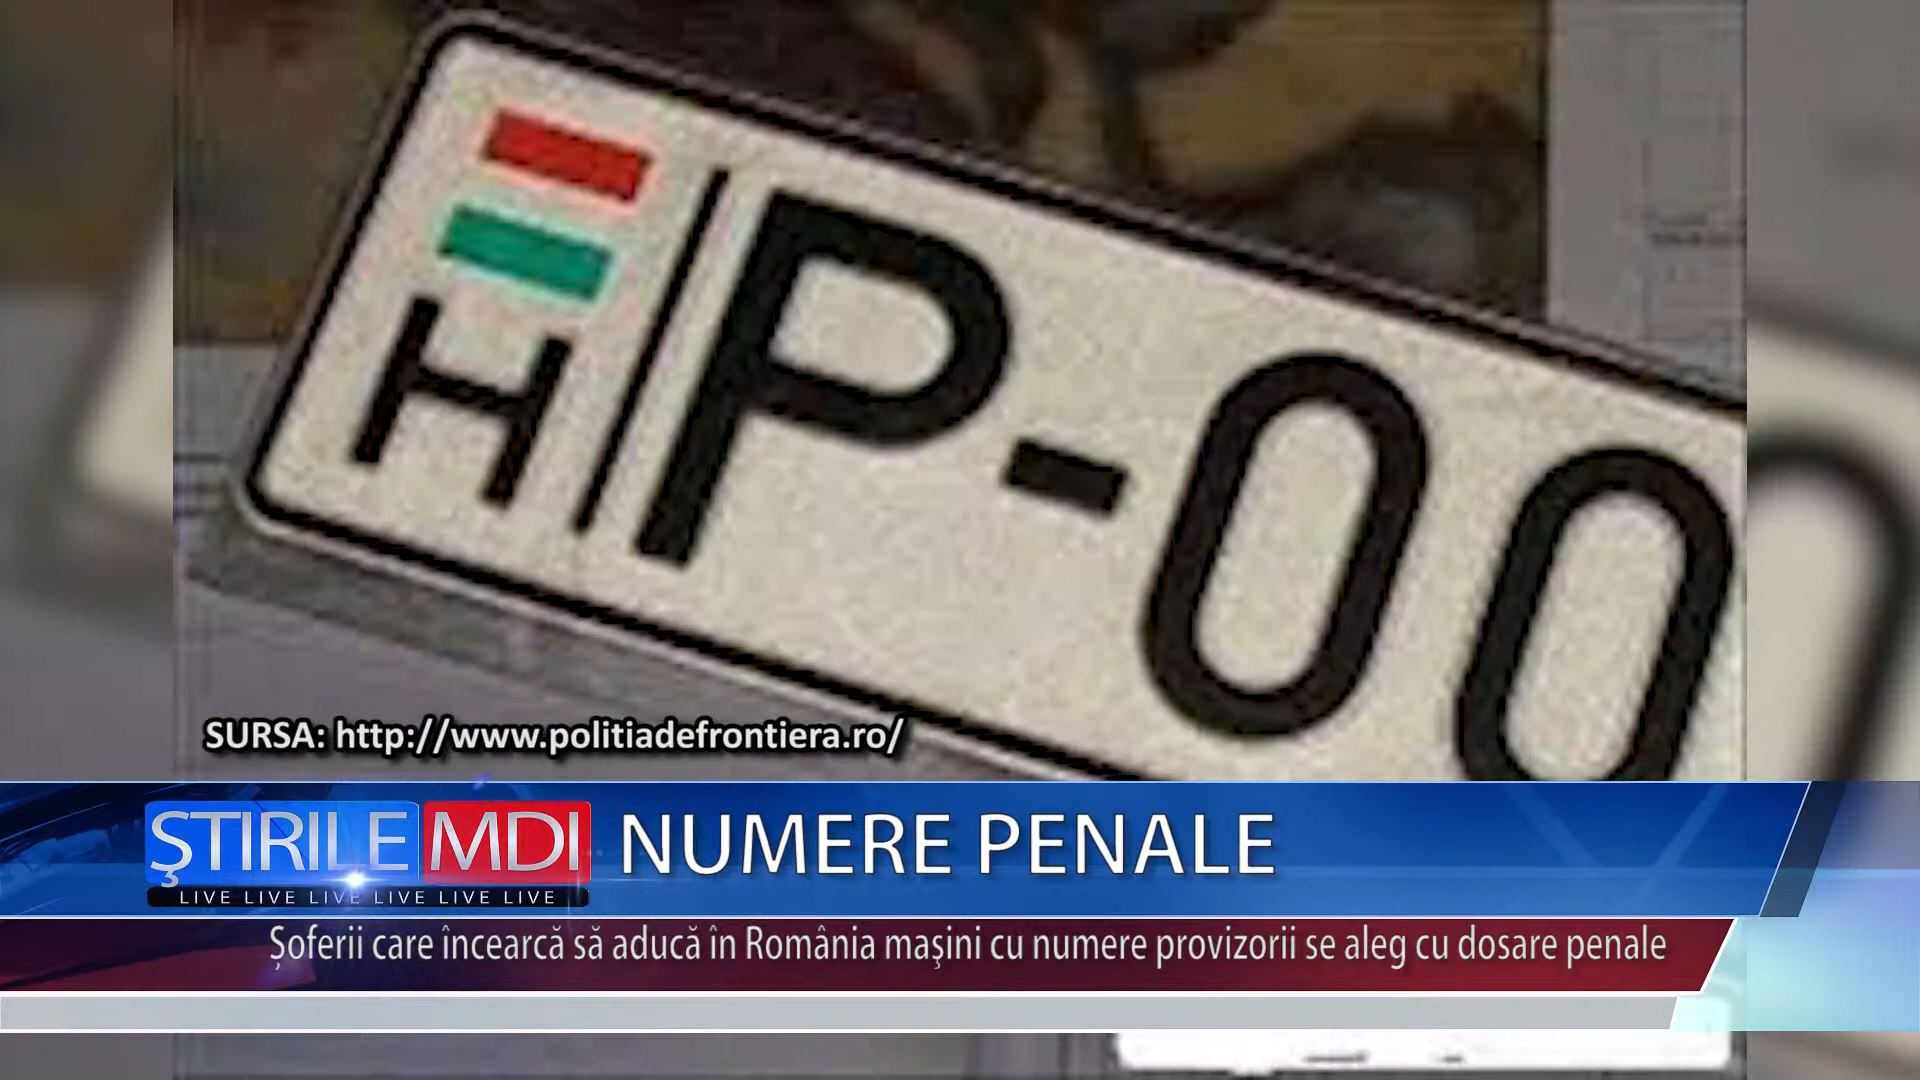 H P-00
SURSA: http://www.politiadefrontiera.ro/
ŞTIRILE MDI
LIVE LIVE LIVE LIVE LIVE LIVE
NUMERE PENALE
Șoferii care încearcă să aducă în România maşini cu numere provizorii se aleg cu dosare penale